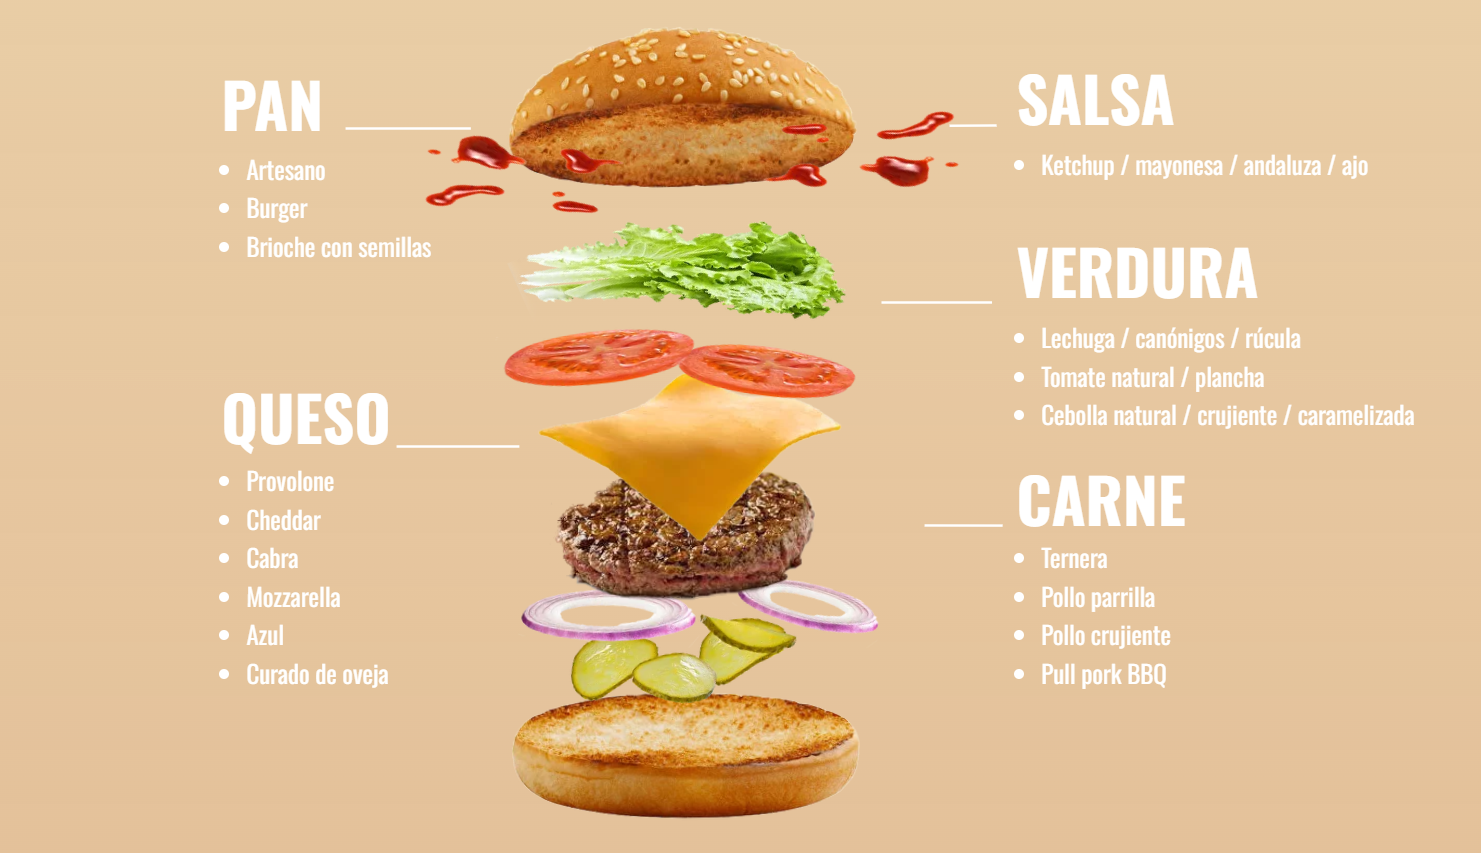 PAN
Artesano
Burger
Brioche con semillas
QUESO
Provolone
Cheddar
Cabra
Mozzarella
Azul
Curado de oveja
SALSA
Ketchup / mayonesa / andaluza / ajo
VERDURA
Lechuga / canónigos / rúcula
Tomate natural / plancha
Cebolla natural / crujiente / caramelizada
CARNE
Ternera
Pollo parrilla
Pollo crujiente
Pull pork BBQ